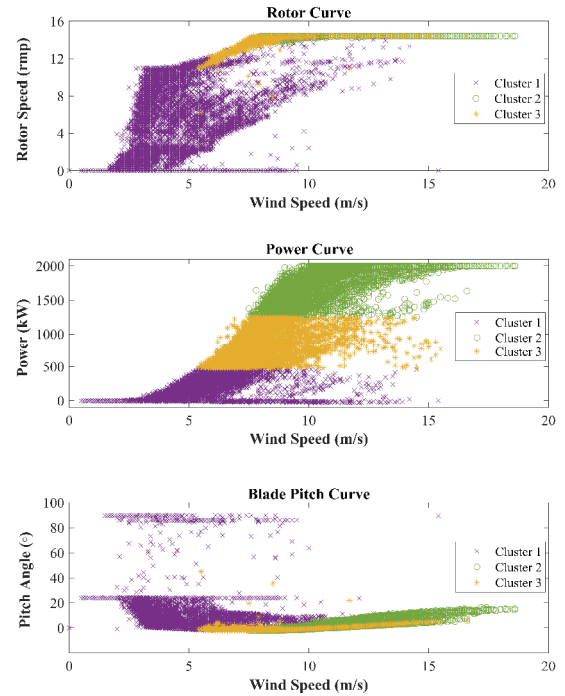 Rotor Curve
16
12
8
4
0
Rotor Speed (rmp)
Cluster 1
Cluster 2
Cluster 3
0 5 10 15 20
Wind Speed (m/s)
Power Curve
2000
1500
1000
500
0
Power (kW)
Cluster 1
Cluster 2
Cluster 3
0 5 10 15 20
Wind Speed (m/s)
Blade Pitch Curve
100
80
60
40
20
0
Pitch Angle (○)
Cluster 1
Cluster 2
Cluster 3
0 5 10 15 20
Wind Speed (m/s)